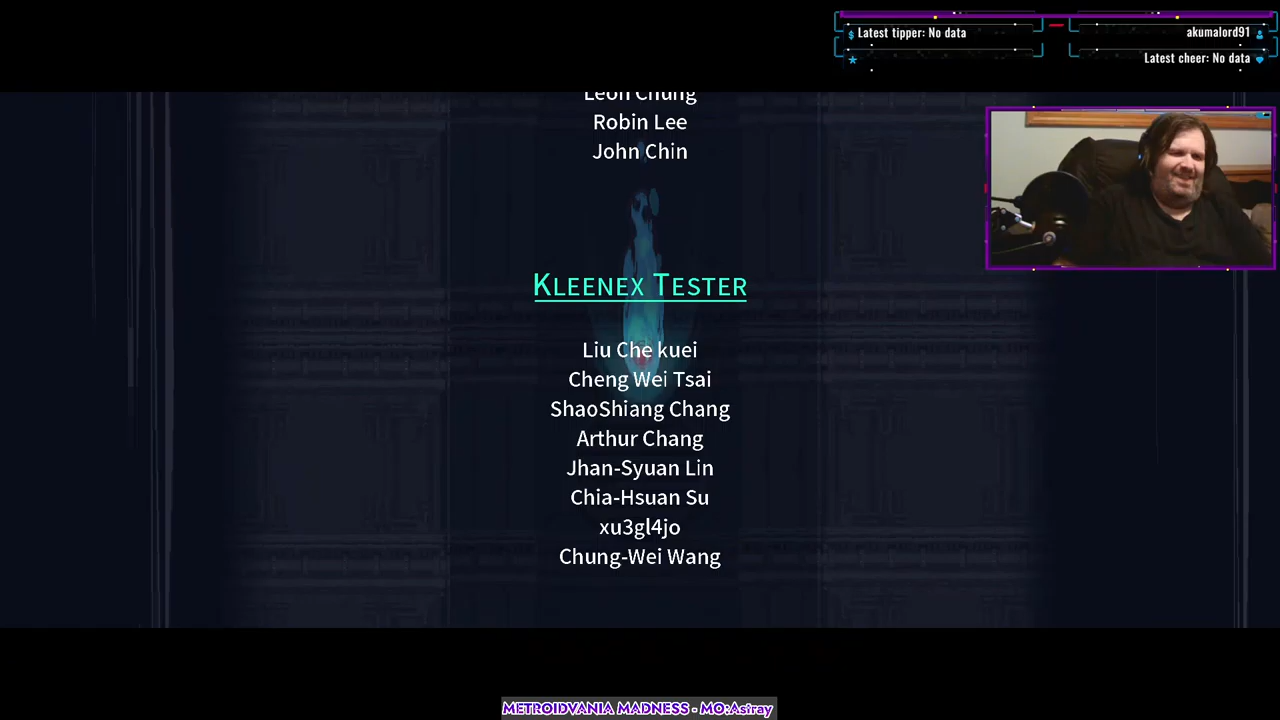 Latest tipper: No data
akumalord91
Latest cheer: No data
Leon Chung
Robin Lee
John Chin
Kleenex Tester
Liu Che kuei
Cheng Wei Tsai
ShaoShiang Chang
Arthur Chang
Jhan-Syuan Lin
Chia-Hsuan Su
xu3gl4jo
Chung-Wei Wang
METROIDVANIA MADNESS - MO:Astray